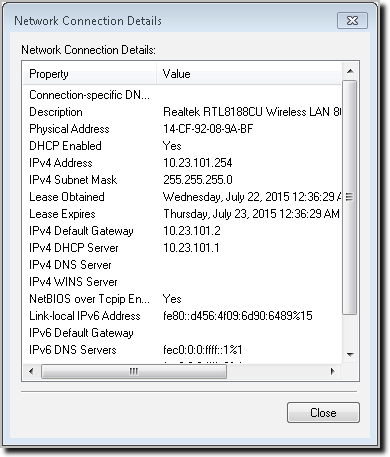 Network Connection Details
Network Connection Details:
Property Value
Connection-specific DN...
Description Realtek RTL8188CU Wireless LAN
Physical Address 14-CF-92-08-9A-BF
DHCP Enabled Yes
IPv4 Address 10.23.101.254
IPv4 Subnet Mask 255.255.255.0
Lease Obtained Wednesday, July 22, 2015 12:36:29
Lease Expires Thursday, July 23, 2015 12:36:29 AM
IPv4 Default Gateway 10.23.101.2
IPv4 DHCP Server 10.23.101.1
IPv4 DNS Server
IPv4 WINS Server
NetBIOS over Tcpip En... Yes
Link-local IPv6 Address fe80::d456:4f09:6d90:6489%15
IPv6 Default Gateway
IPv6 DNS Servers fec0:0:0:ffff::1%1
Close